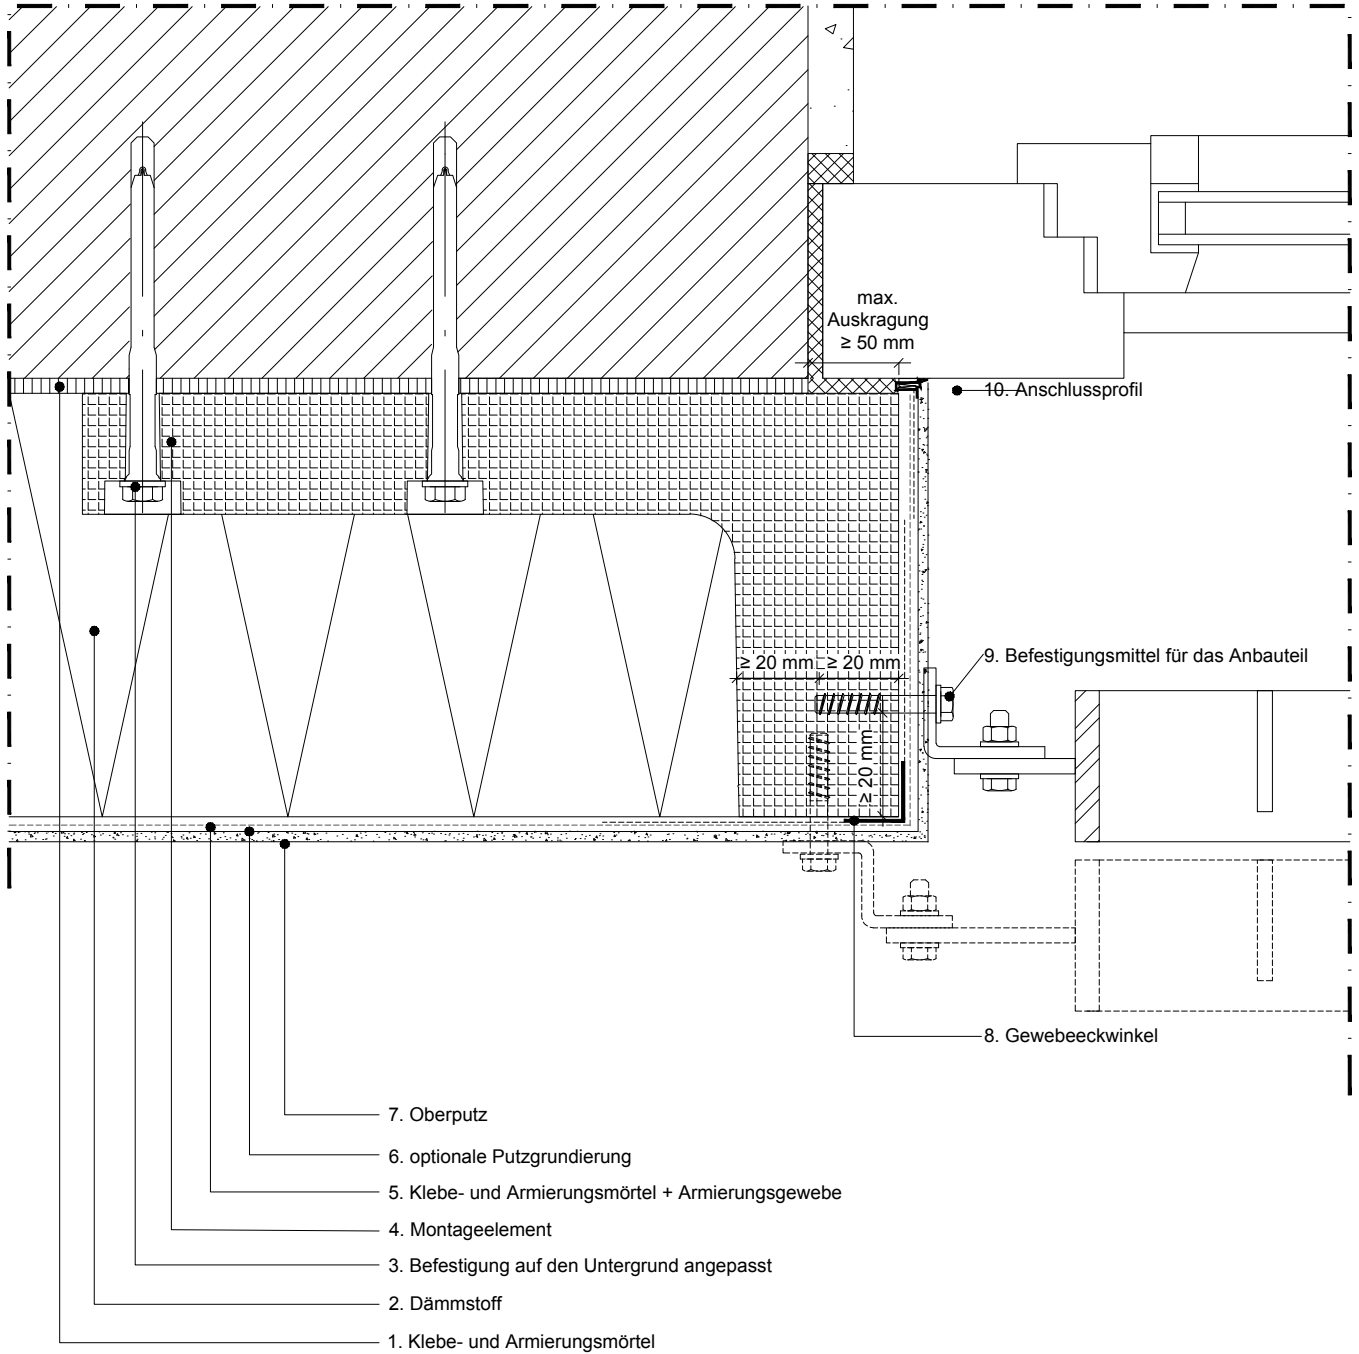 max.
Auskragung
≥ 50 mm
10. Anschlussprofil
9. Befestigungsmittel für das Anbauteil
≥ 20 mm
≥ 20 mm
≥ 20 mm
8. Gewebeeckwinkel
7. Oberputz
6. optionale Putzgrundierung
5. Klebe- und Armierungsmörtel + Armierungsgewebe
4. Montageelement
3. Befestigung auf den Untergrund angepasst
2. Dämmstoff
1. Klebe- und Armierungsmörtel